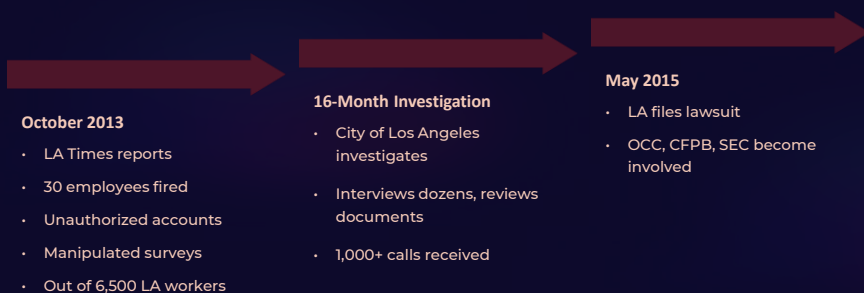 October 2013
• LA Times reports
• 30 employees fired
• Unauthorized accounts
• Manipulated surveys
• Out of 6,500 LA workers
16-Month Investigation
• City of Los Angeles
investigates
• Interviews dozens, reviews
documents
• 1,000+ calls received
May 2015
• LA files lawsuit
• OCC, CFPB, SEC become
involved